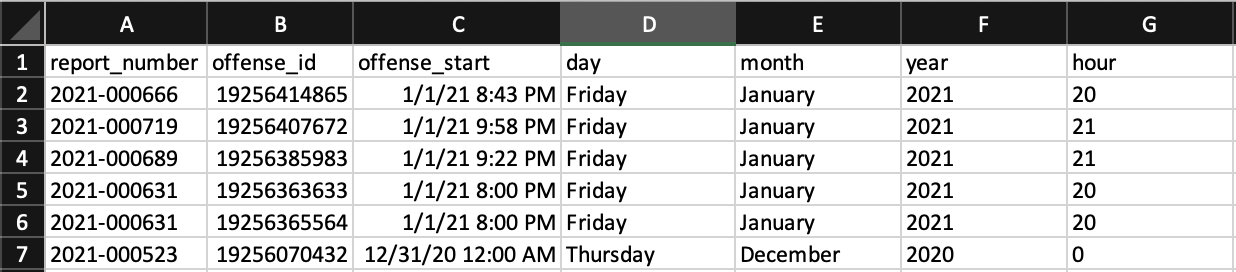 A B C D E F G
1 report_number offense_id offense_start day month year hour
2 2021-000666 19256414865 1/1/21 8:43 PM Friday January 2021 20
3 2021-000719 19256407672 1/1/21 9:58 PM Friday January 2021 21
4 2021-000689 19256385983 1/1/21 9:22 PM Friday January 2021 21
5 2021-000631 19256363633 1/1/21 8:00 PM Friday January 2021 20
6 2021-000631 19256365564 1/1/21 8:00 PM Friday January 2021 20
7 2021-000523 19256070432 12/31/20 12:00 AM Thursday December 2020 0